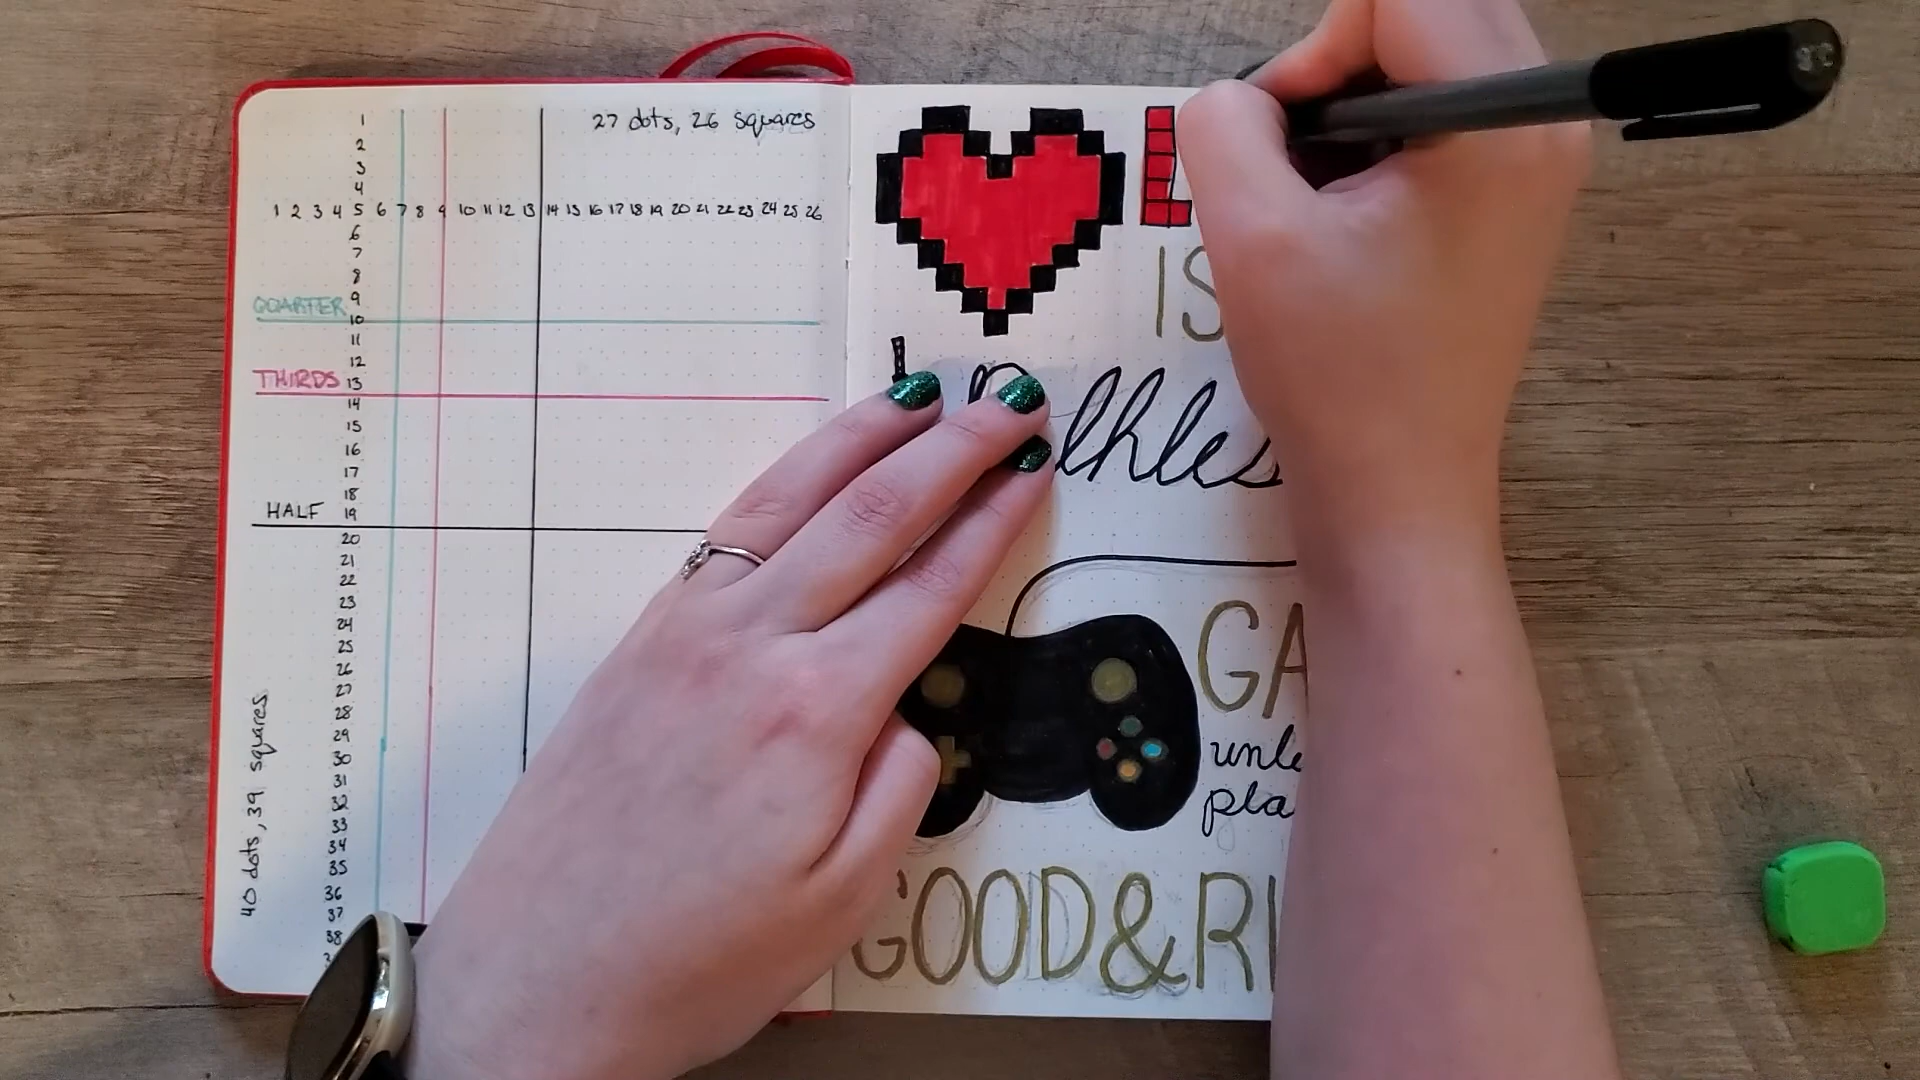 27 dots, 26 squares
1
2
3
4
1 2 3 4 5 6 7 8 9 10 11 12 13 14 15 16 17 18 19 20 21 22 23 24 25 26
6
7
8
QUARTER 9
10
11
12
THIRDS 13
14
15
16
17
18
HALF 19
20
21
22
23
24
25
26
27
28
29
30
31
32
33
34
35
36
37
38
40 dots, 39 squares
L
IS
GA
unle
pla
GOOD & RI